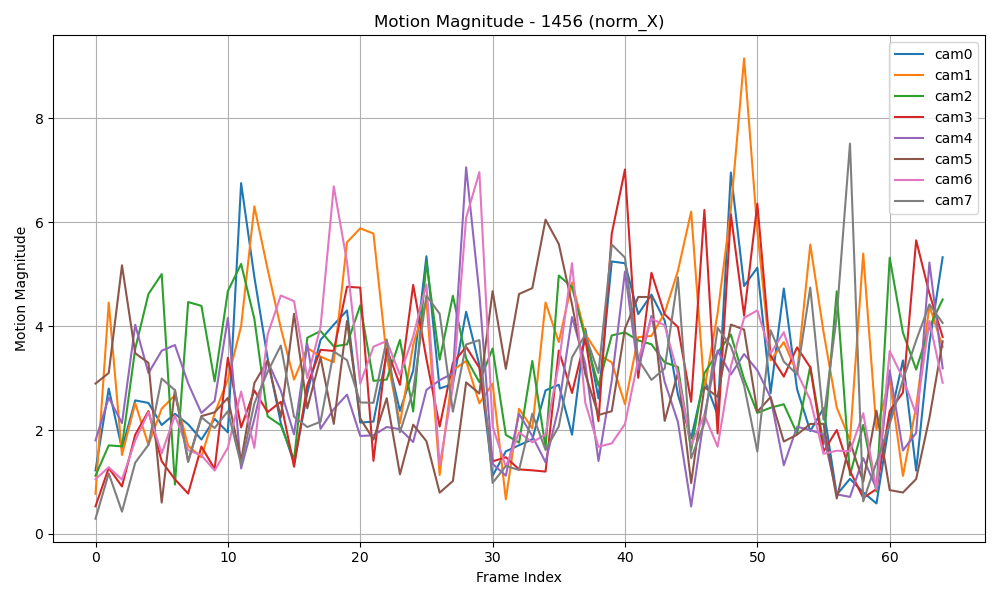 Motion Magnitude - 1456 (norm_X)
cam0
cam1
cam2
cam3
cam4
cam5
cam6
cam7
Motion Magnitude
8
6
4
2
0
0 10 20 30 40 50 60
Frame Index